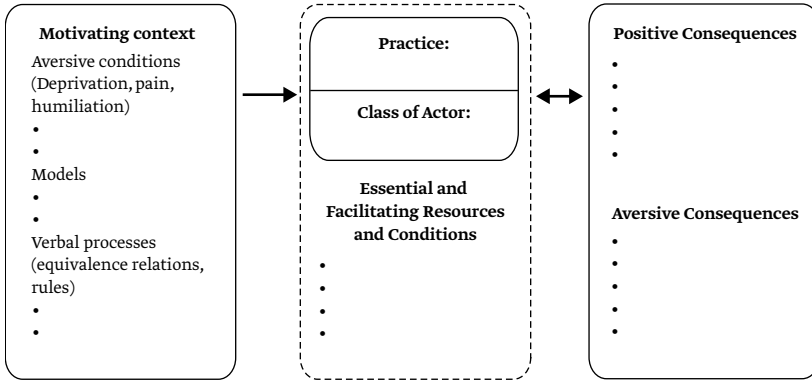 Motivating context
Aversive conditions
(Deprivation, pain,
humiliation)
•
•
Models
•
•
Verbal processes
(equivalence relations,
rules)
•
•
Practice:
Class of Actor:
Essential and
Facilitating Resources
and Conditions
•
•
•
•
Positive Consequences
•
•
•
•
•
Aversive Consequences
•
•
•
•
•